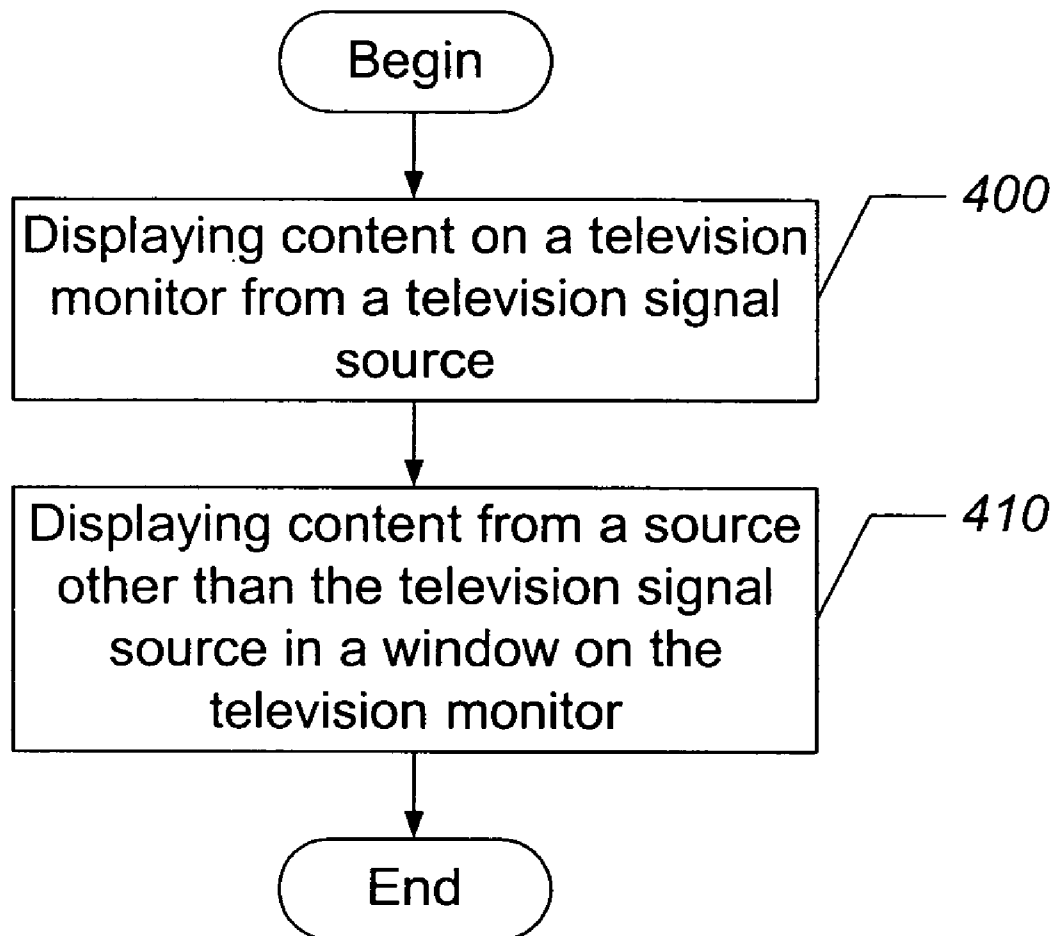 Begin
Displaying content on a television
monitor from a television signal
source
400
Displaying content from a source
other than the television signal
source in a window on the
television monitor
410
End